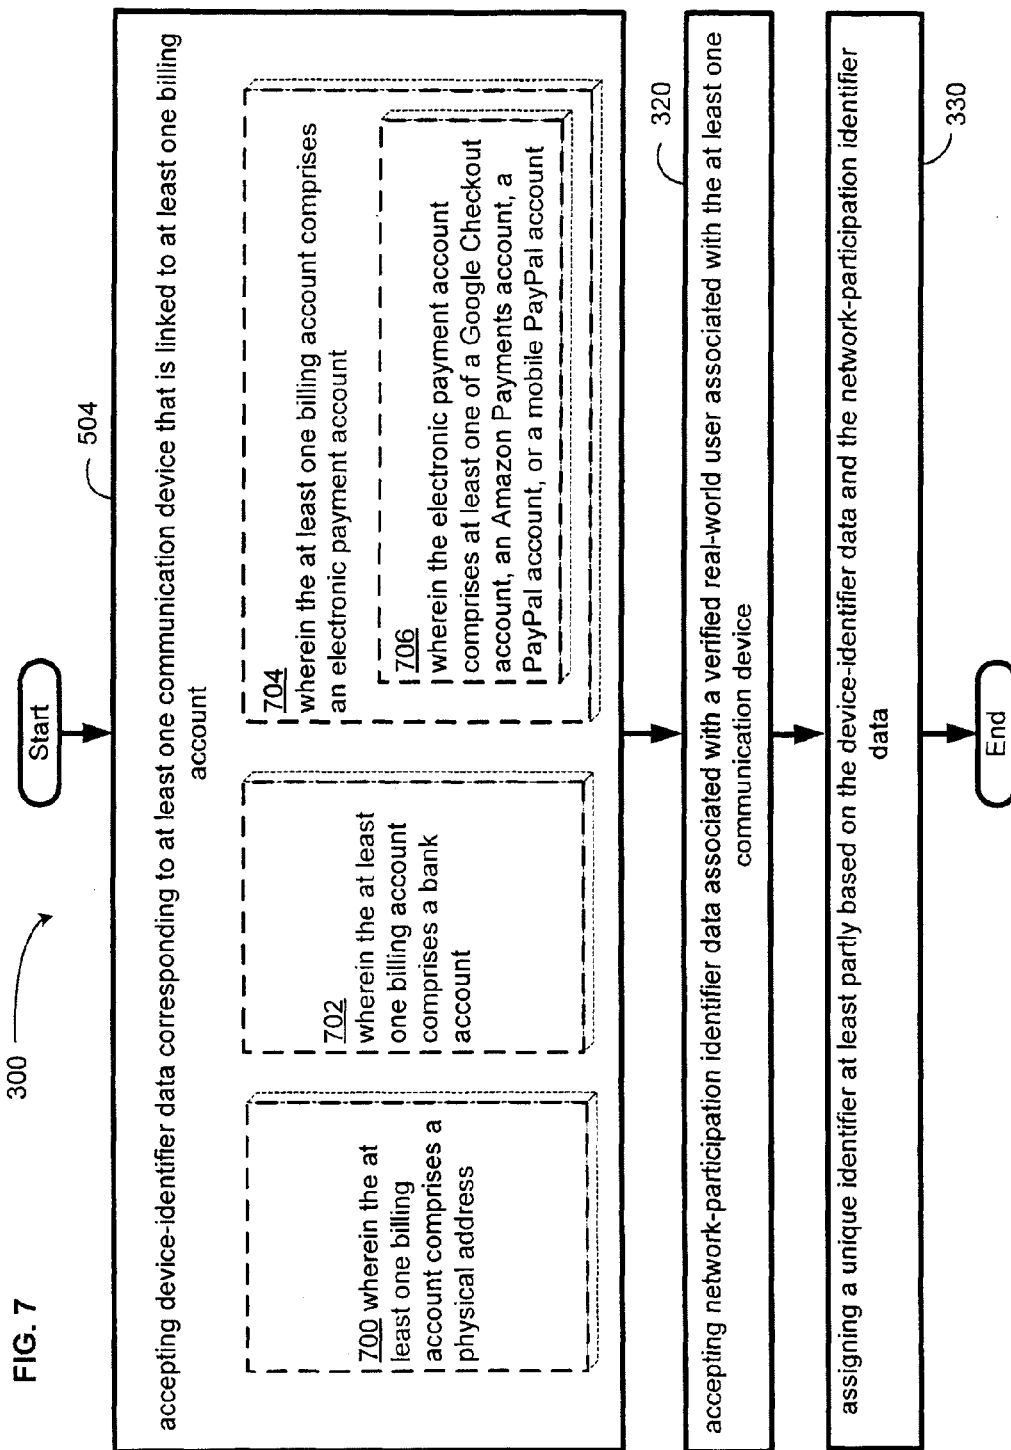 FIG. 7
300
Start
504
accepting device-identifier data corresponding to at least one communication device that is linked to at least one billing
account
700 wherein the at
least one billing
account comprises a
physical address
702
wherein the at least
one billing account
comprises a bank
account
704
wherein the at least one billing account comprises
an electronic payment account
706
wherein the electronic payment account
comprises at least one of a Google Checkout
account, an Amazon Payments account, a
PayPal account, or a mobile PayPal account
320
accepting network-participation identifier data associated with a verified real-world user associated with the at least one
communication device
330
assigning a unique identifier at least partly based on the device-identifier data and the network-participation identifier
data
End